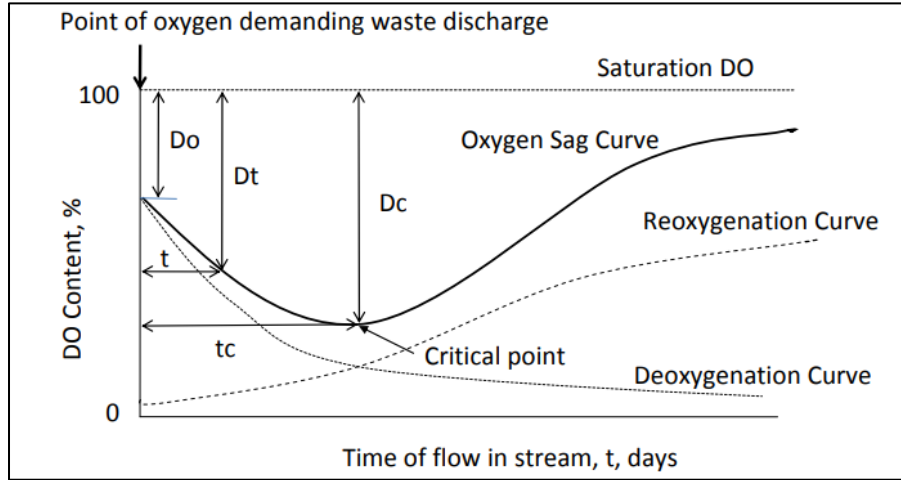 Point of oxygen demanding waste discharge
Saturation DO
100
Do
Oxygen Sag Curve
Dt
Dc
Reoxygenation Curve
DO Content, %
t
tc
Critical point
Deoxygenation Curve
0
Time of flow in stream, t, days